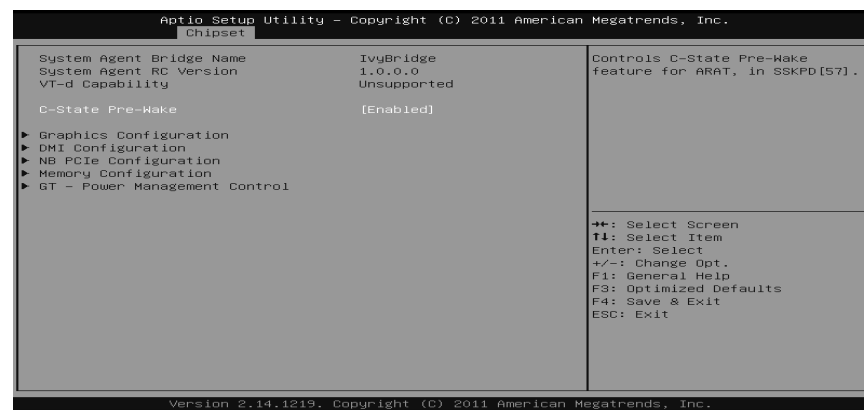 Aptio Setup Utility – Copyright (C) 2011 American Megatrends, Inc.
Chipset
System Agent Bridge Name IvyBridge
System Agent RC Version 1.0.0.0
VT-d Capability Unsupported
C-State Pre-Wake [Enabled]
▶ Graphics Configuration
▶ DMI Configuration
▶ NB PCIe Configuration
▶ Memory Configuration
▶ GT – Power Management Control
Controls C-State Pre-Wake
feature for ARAT, in SSKPD[57].
→←: Select Screen
↑↓: Select Item
Enter: Select
+/-: Change Opt.
F1: General Help
F3: Optimized Defaults
F4: Save & Exit
ESC: Exit
Version 2.14.1219. Copyright (C) 2011 American Megatrends, Inc.